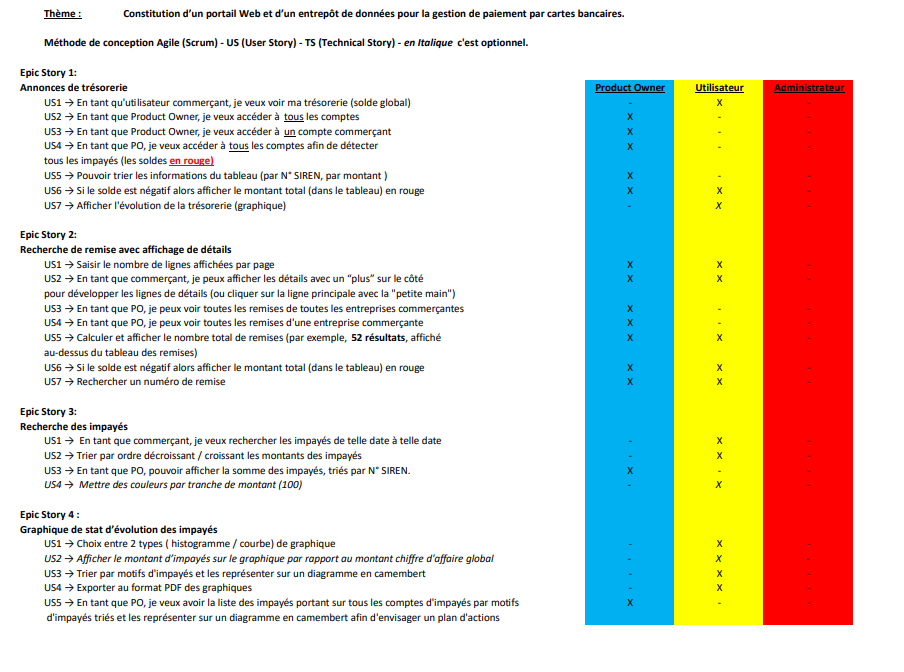 Thème : Constitution d'un portail Web et d'un entrepôt de données pour la gestion de paiement par cartes bancaires.
Méthode de conception Agile (Scrum) - US (User Story) - TS (Technical Story) - en Italique c'est optionnel.
Epic Story 1:
Annonces de trésorerie Product Owner Utilisateur Administrateur
US1 → En tant qu'utilisateur commerçant, je veux voir ma trésorerie (solde global) - X -
US2 → En tant que Product Owner, je veux accéder à tous les comptes X - -
US3 → En tant que Product Owner, je veux accéder à un compte commerçant X - -
US4 → En tant que PO, je veux accéder à tous les comptes afin de détecter X - -
tous les impayés (les soldes en rouge)
US5 → Pouvoir trier les informations du tableau (par N° SIREN, par montant ) X - -
US6 → Si le solde est négatif alors afficher le montant total (dans le tableau) en rouge X X -
US7 → Afficher l'évolution de la trésorerie (graphique) - X -
Epic Story 2:
Recherche de remise avec affichage de détails
US1 → Saisir le nombre de lignes affichées par page X X -
US2 → En tant que commerçant, je peux afficher les détails avec un "plus" sur le côté X X -
pour développer les lignes de détails (ou cliquer sur la ligne principale avec la "petite main")
US3 → En tant que PO, je peux voir toutes les remises de toutes les entreprises commerçantes X - -
US4 → En tant que PO, je peux voir toutes les remises d'une entreprise commerçante X - -
US5 → Calculer et afficher le nombre total de remises (par exemple, 52 résultats, affiché X X -
au-dessus du tableau des remises)
US6 → Si le solde est négatif alors afficher le montant total (dans le tableau) en rouge X X -
US7 → Rechercher un numéro de remise X X -
Epic Story 3:
Recherche des impayés
US1 → En tant que commerçant, je veux rechercher les impayés de telle date à telle date - X -
US2 → Trier par ordre décroissant / croissant les montants des impayés - X -
US3 → En tant que PO, pouvoir afficher la somme des impayés, triés par N° SIREN. X - -
US4 → Mettre des couleurs par tranche de montant (100) - X -
Epic Story 4 :
Graphique de stat d'évolution des impayés
US1 → Choix entre 2 types ( histogramme / courbe) de graphique - X -
US2 → Afficher le montant d'impayés sur le graphique par rapport au montant chiffre d'affaire global - X -
US3 → Trier par motifs d'impayés et les représenter sur un diagramme en camembert - X -
US4 → Exporter au format PDF des graphiques - X -
US5 → En tant que PO, je veux avoir la liste des impayés portant sur tous les comptes d'impayés par motifs X - -
d'impayés triés et les représenter sur un diagramme en camembert afin d'envisager un plan d'actions